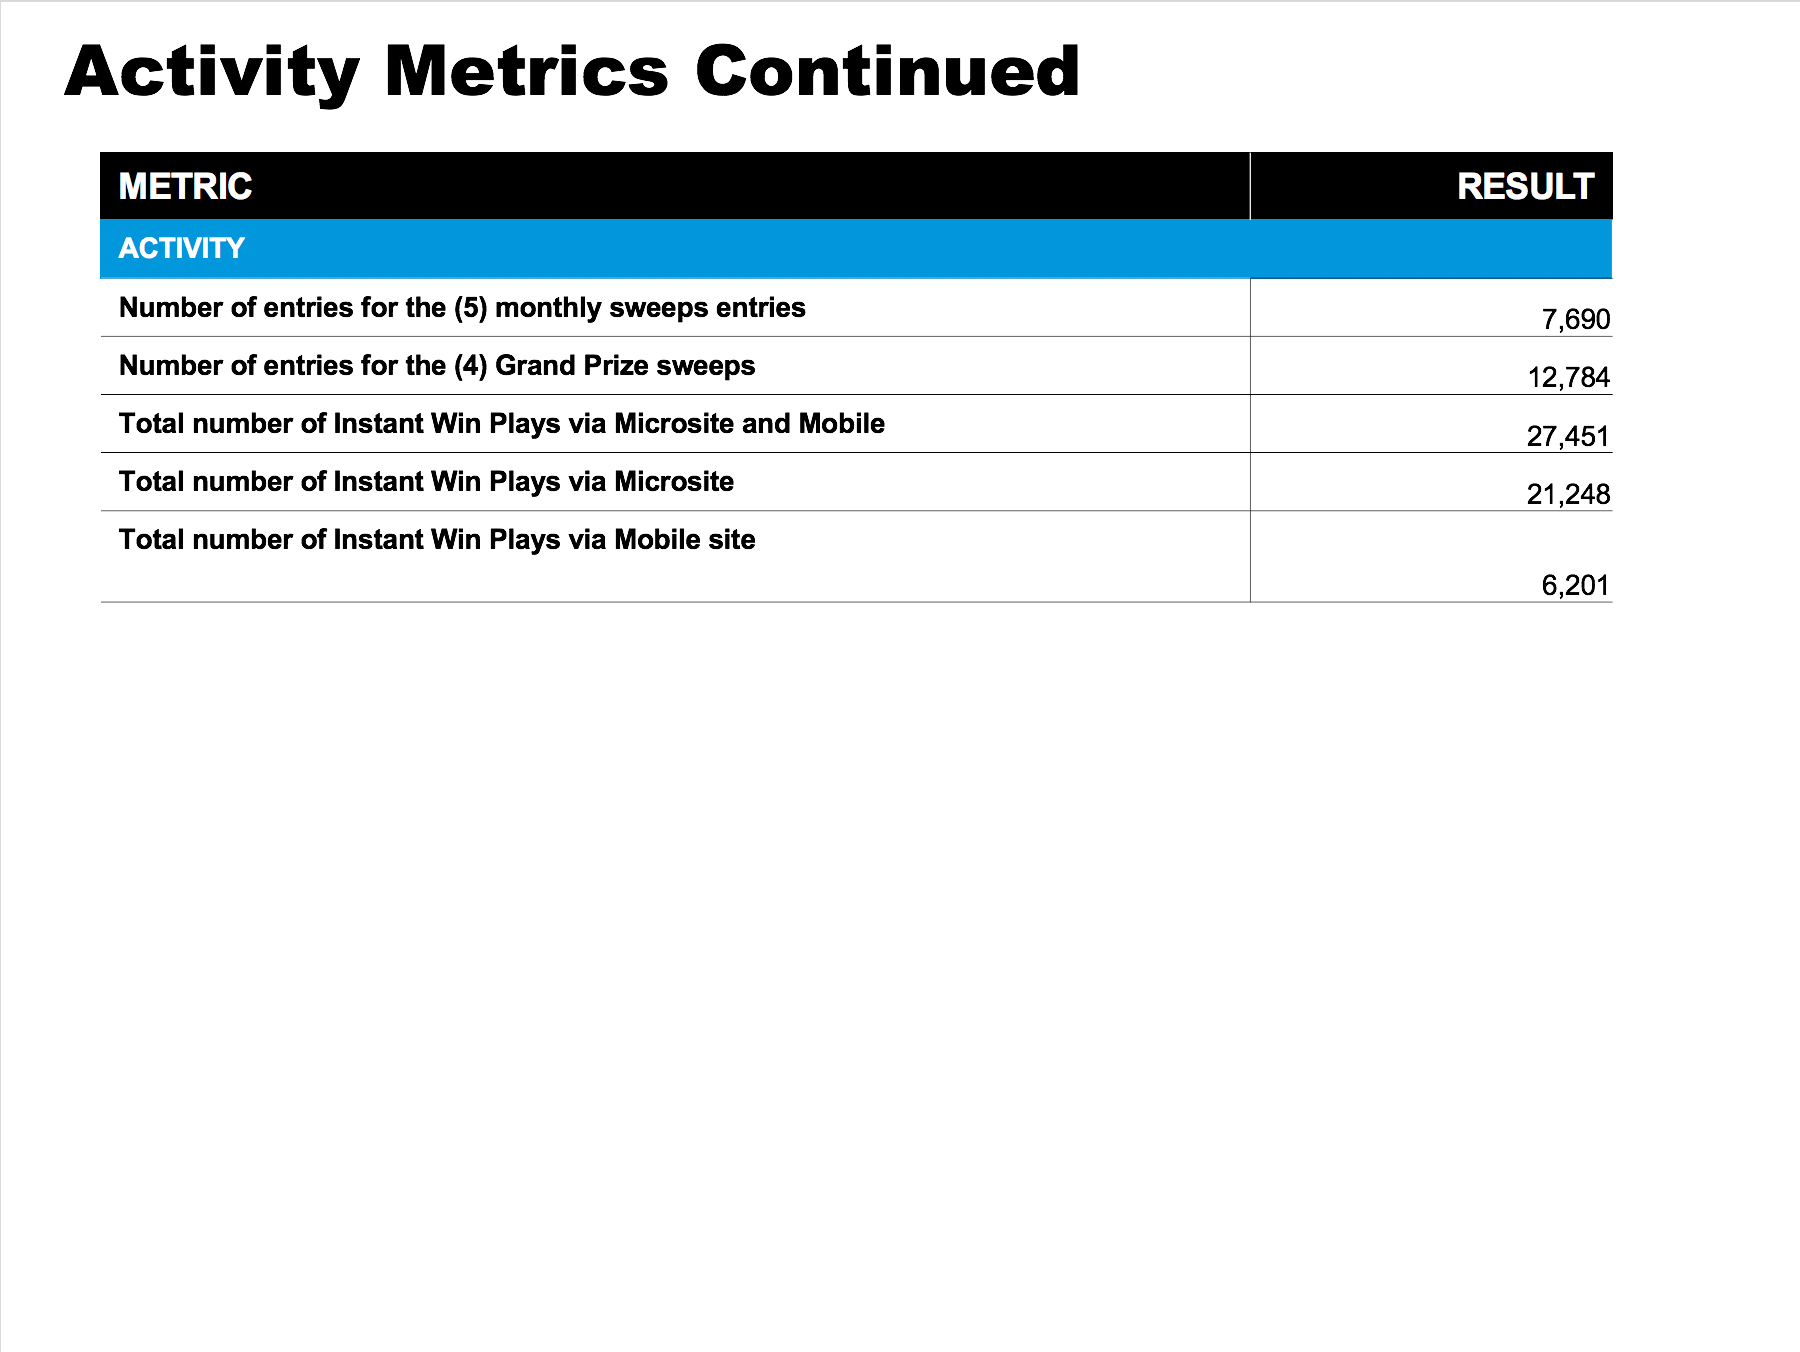 Activity Metrics Continued
METRIC RESULT
ACTIVITY
Number of entries for the (5) monthly sweeps entries 7,690
Number of entries for the (4) Grand Prize sweeps 12,784
Total number of Instant Win Plays via Microsite and Mobile 27,451
Total number of Instant Win Plays via Microsite 21,248
Total number of Instant Win Plays via Mobile site 6,201